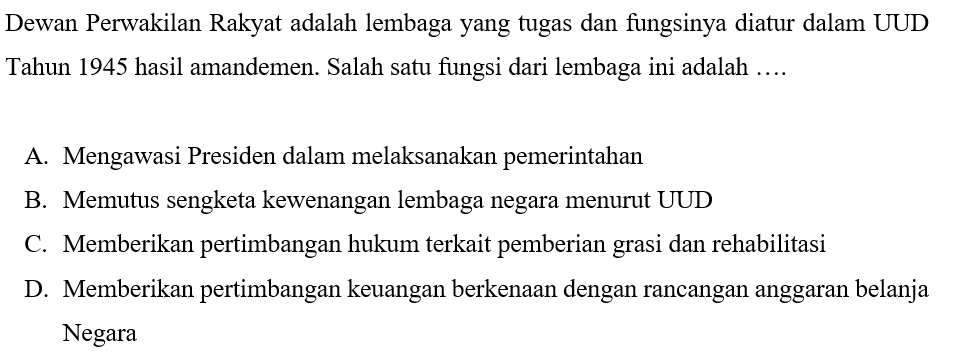 Dewan Perwakilan Rakyat adalah lembaga yang tugas dan fungsinya diatur dalam UUD
Tahun 1945 hasil amandemen. Salah satu fungsi dari lembaga ini adalah ….
A. Mengawasi Presiden dalam melaksanakan pemerintahan
B. Memutus sengketa kewenangan lembaga negara menurut UUD
C. Memberikan pertimbangan hukum terkait pemberian grasi dan rehabilitasi
D. Memberikan pertimbangan keuangan berkenaan dengan rancangan anggaran belanja
Negara